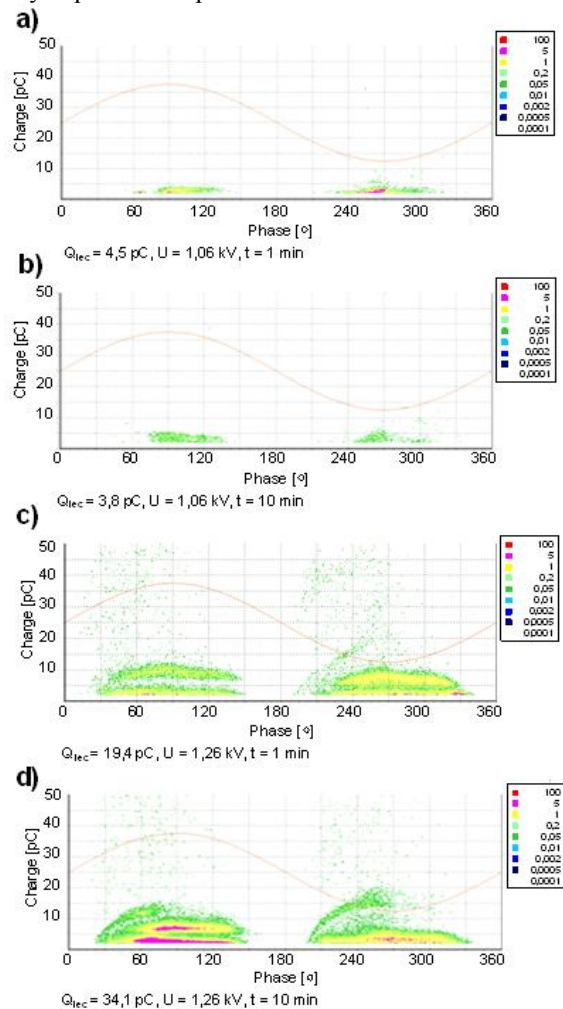 a)
50
40
30
20
10
Charge [pC]
0 60 120 180 240 300 360
Phase [º]
100
5
1
0,2
0,05
0,01
0,002
0,0005
0,0001
Qiec = 4,5 pC, U = 1,06 kV, t = 1 min
b)
50
40
30
20
10
Charge [pC]
0 60 120 180 240 300 360
Phase [º]
100
5
1
0,2
0,05
0,01
0,002
0,0005
0,0001
Qiec = 3,8 pC, U = 1,06 kV, t = 10 min
c)
50
40
30
20
10
Charge [pC]
0 60 120 180 240 300 360
Phase [º]
100
5
1
0,2
0,05
0,01
0,002
0,0005
0,0001
Qiec = 19,4 pC, U = 1,26 kV, t = 1 min
d)
50
40
30
20
10
Charge [pC]
0 60 120 180 240 300 360
Phase [º]
100
5
1
0,2
0,05
0,01
0,002
0,0005
0,0001
Qiec = 34,1 pC, U = 1,26 kV, t = 10 min